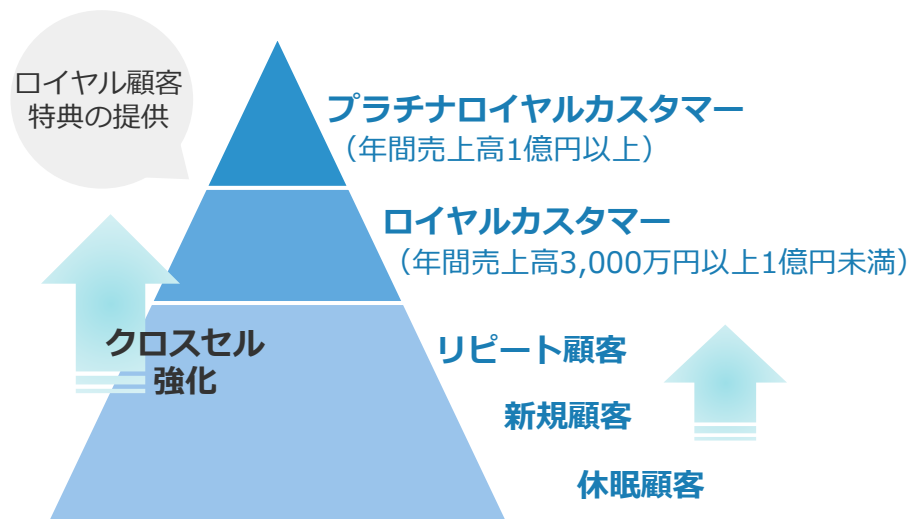 ロイヤル顧客
特典の提供
プラチナロイヤルカスタマー
（年間売上高1億円以上）
ロイヤルカスタマー
（年間売上高3,000万円以上1億円未満）
クロスセル
強化
リピート顧客
新規顧客
休眠顧客